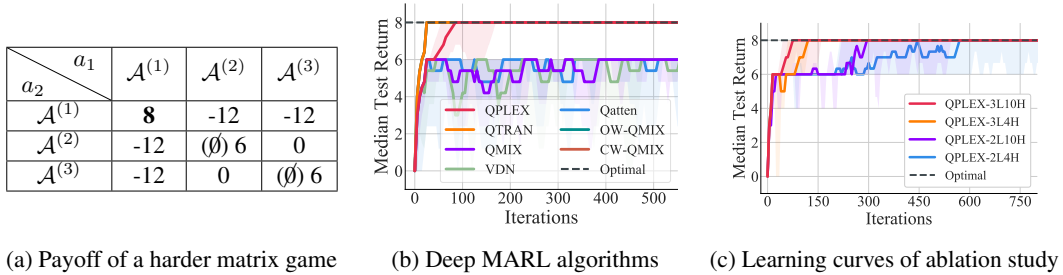 a₁
a₂
𝒜⁽¹⁾ 𝒜⁽²⁾ 𝒜⁽³⁾
𝒜⁽¹⁾ 8 -12 -12
𝒜⁽²⁾ -12 (0̸) 6 0
𝒜⁽³⁾ -12 0 (0̸) 6
(a) Payoff of a harder matrix game
Median Test Return
8
6
4
2
0
QPLEX
QTRAN
QMIX
VDN
Qatten
OW-QMIX
CW-QMIX
Optimal
0 100 200 300 400 500
Iterations
(b) Deep MARL algorithms
Median Test Return
8
6
4
2
0
QPLEX-3L10H
QPLEX-3L4H
QPLEX-2L10H
QPLEX-2L4H
Optimal
0 150 300 450 600 750
Iterations
(c) Learning curves of ablation study